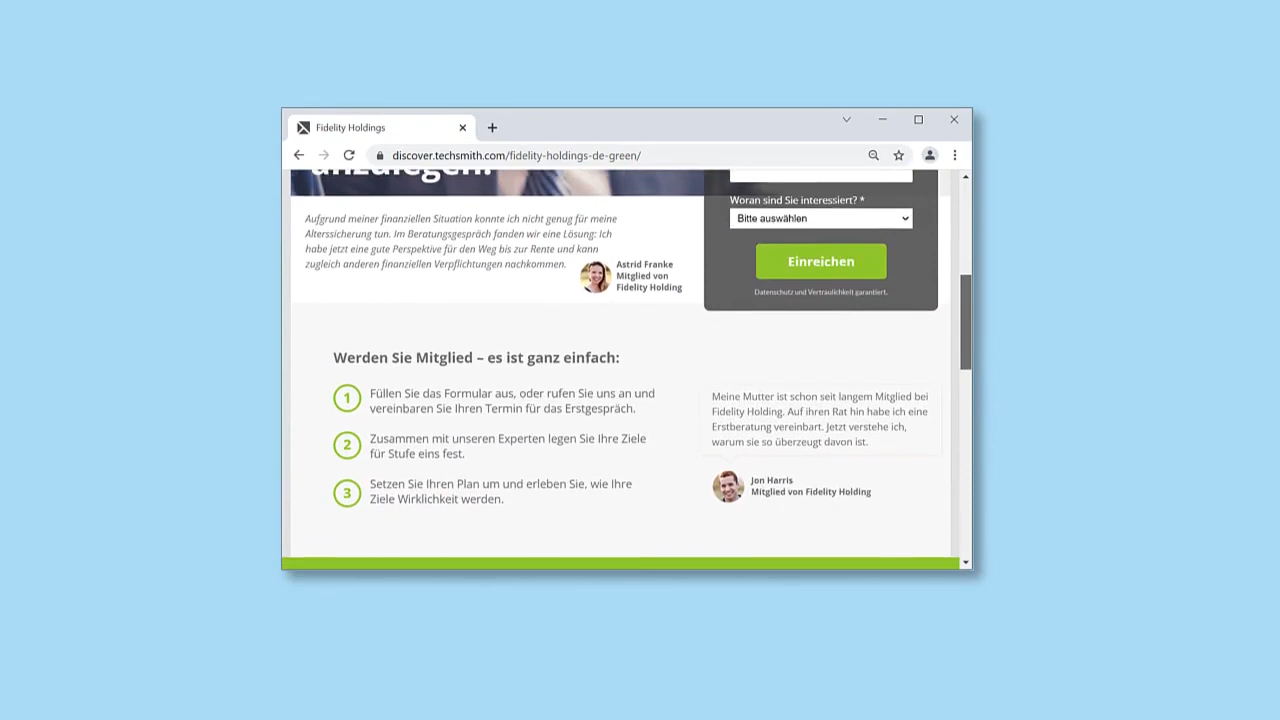 Fidelity Holdings
discover.techsmith.com/fidelity-holdings-de-green/
anzulegen.
Aufgrund meiner finanziellen Situation konnte ich nicht genug für meine
Alterssicherung tun. Im Beratungsgespräch fanden wir eine Lösung: Ich
habe jetzt eine gute Perspektive für den Weg bis zur Rente und kann
zugleich anderen finanziellen Verpflichtungen nachkommen.
Astrid Franke
Mitglied von
Fidelity Holding
Woran sind Sie interessiert? *
Bitte auswählen
Einreichen
Datenschutz und Vertraulichkeit garantiert.
Werden Sie Mitglied – es ist ganz einfach:
1
Füllen Sie das Formular aus, oder rufen Sie uns an und
vereinbaren Sie Ihren Termin für das Erstgespräch.
2
Zusammen mit unseren Experten legen Sie Ihre Ziele
für Stufe eins fest.
3
Setzen Sie Ihren Plan um und erleben Sie, wie Ihre
Ziele Wirklichkeit werden.
Meine Mutter ist schon seit langem Mitglied bei
Fidelity Holding. Auf ihren Rat hin habe ich eine
Erstberatung vereinbart. Jetzt verstehe ich,
warum sie so überzeugt davon ist.
Jon Harris
Mitglied von Fidelity Holding